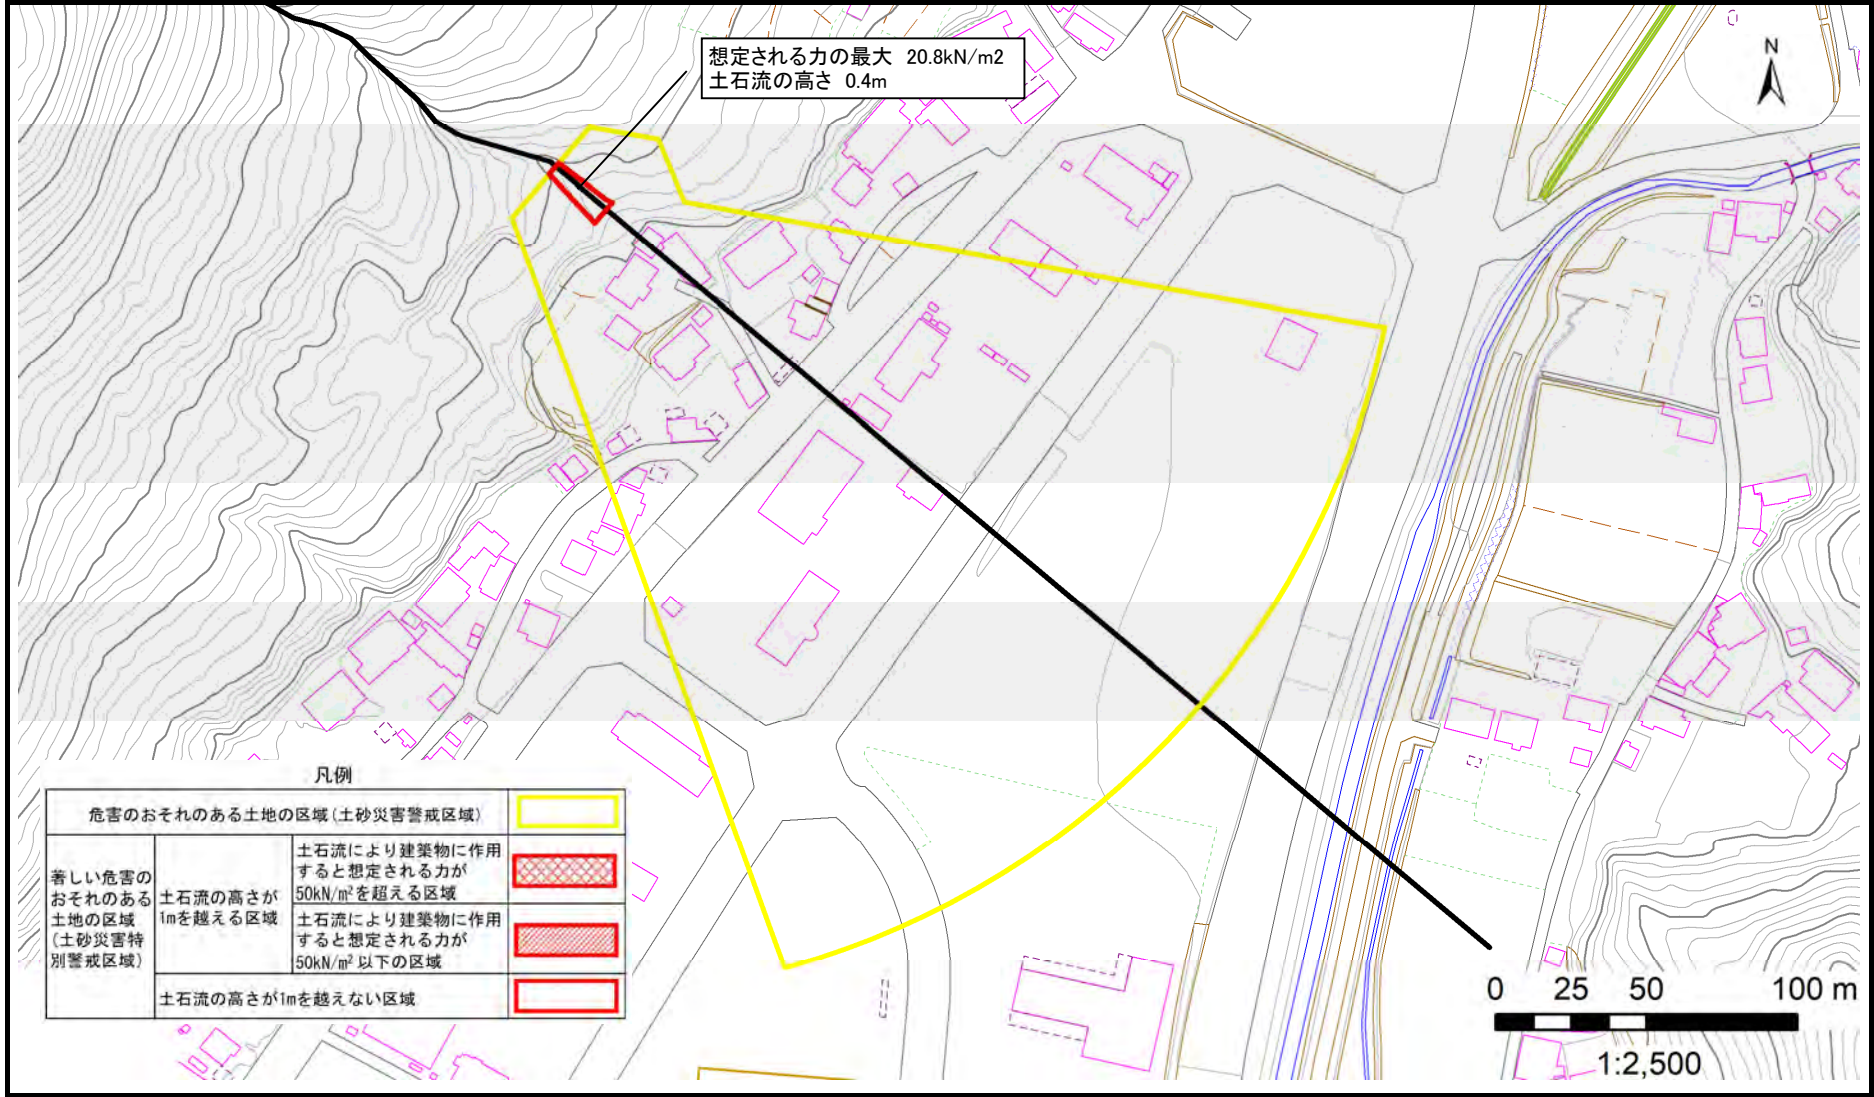 想定される力の最大 20.8kN/m2
土石流の高さ 0.4m
N
凡例
危害のおそれのある土地の区域(土砂災害警戒区域)
著しい危害の
おそれのある
土地の区域
(土砂災害特
別警戒区域)
土石流の高さが
1mを越える区域
土石流により建築物に作用
すると想定される力が
50kN/m²を超える区域
土石流により建築物に作用
すると想定される力が
50kN/m² 以下の区域
土石流の高さが1mを越えない区域
0 25 50 100 m
1:2,500